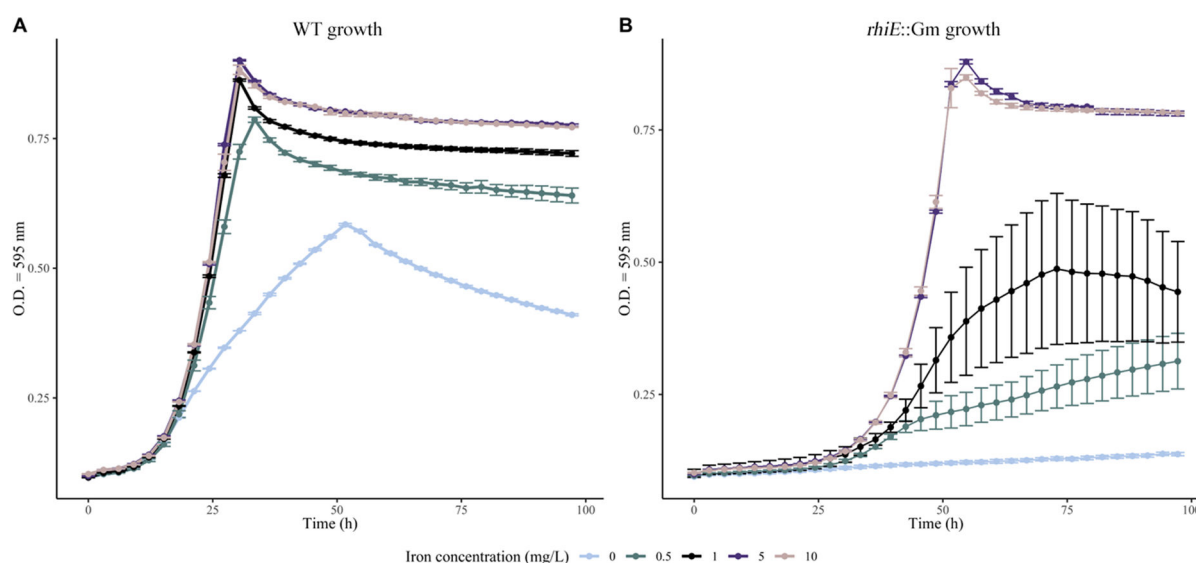 A
WT growth
O.D. = 595 nm
0.75
0.50
0.25
0
25
50
75
100
Time (h)
B
rhiE::Gm growth
O.D. = 595 nm
0.75
0.50
0.25
0
25
50
75
100
Time (h)
Iron concentration (mg/L) 0 0.5 1 5 10